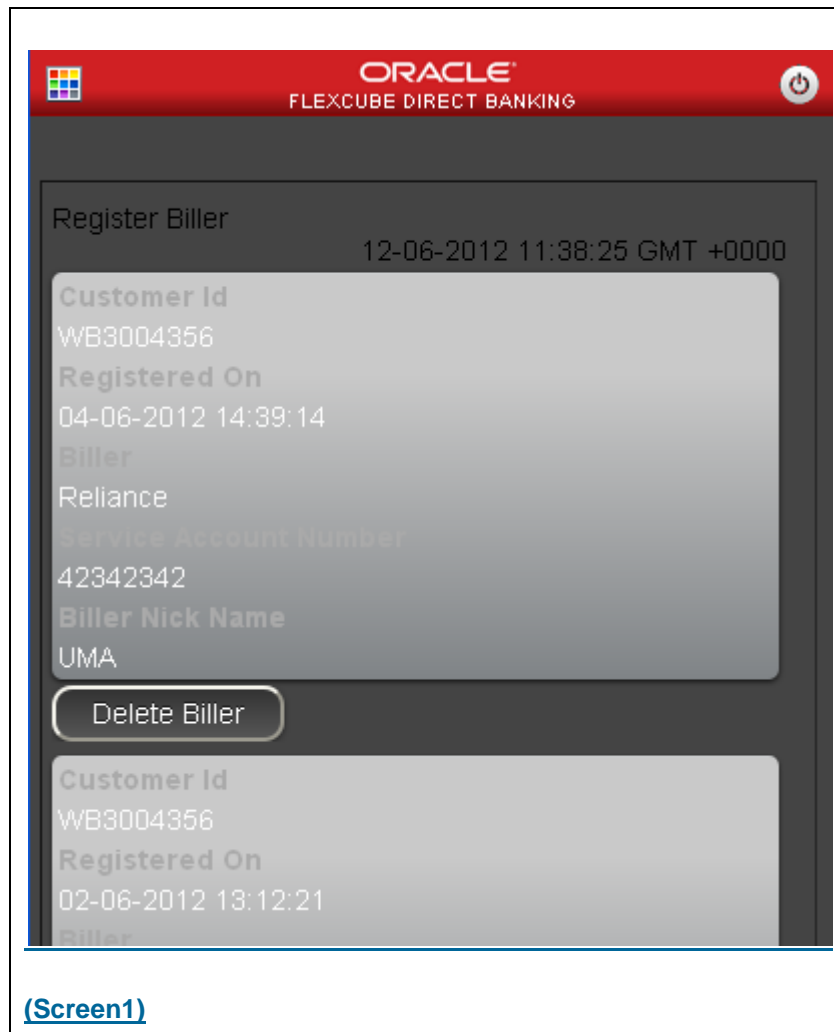 ORACLE
FLEXCUBE DIRECT BANKING
Register Biller
12-06-2012 11:38:25 GMT +0000
Customer Id
WB3004356
Registered On
04-06-2012 14:39:14
Biller
Reliance
Service Account Number
42342342
Biller Nick Name
UMA
Delete Biller
Customer Id
WB3004356
Registered On
02-06-2012 13:12:21
Biller
(Screen1)